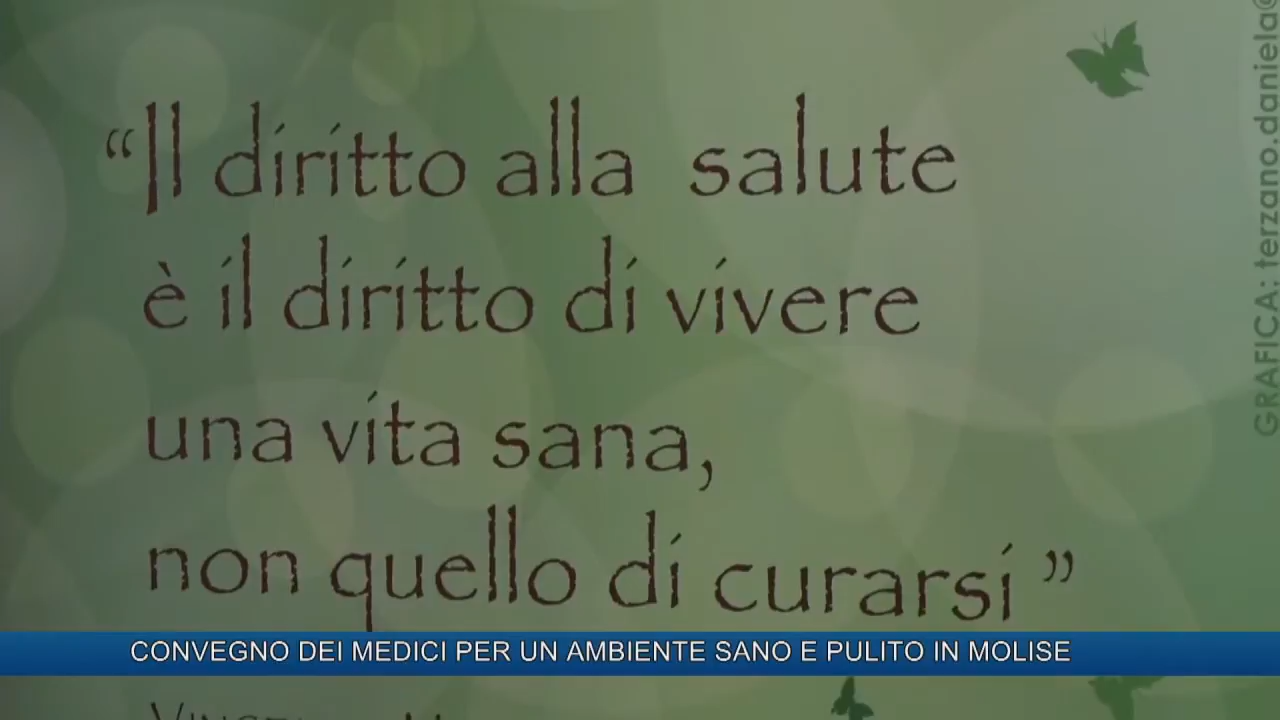 “Il diritto alla salute
è il diritto di vivere
una vita sana,
non quello di curarsi”
CONVEGNO DEI MEDICI PER UN AMBIENTE SANO E PULITO IN MOLISE
GRAFICA: terzano.daniela@